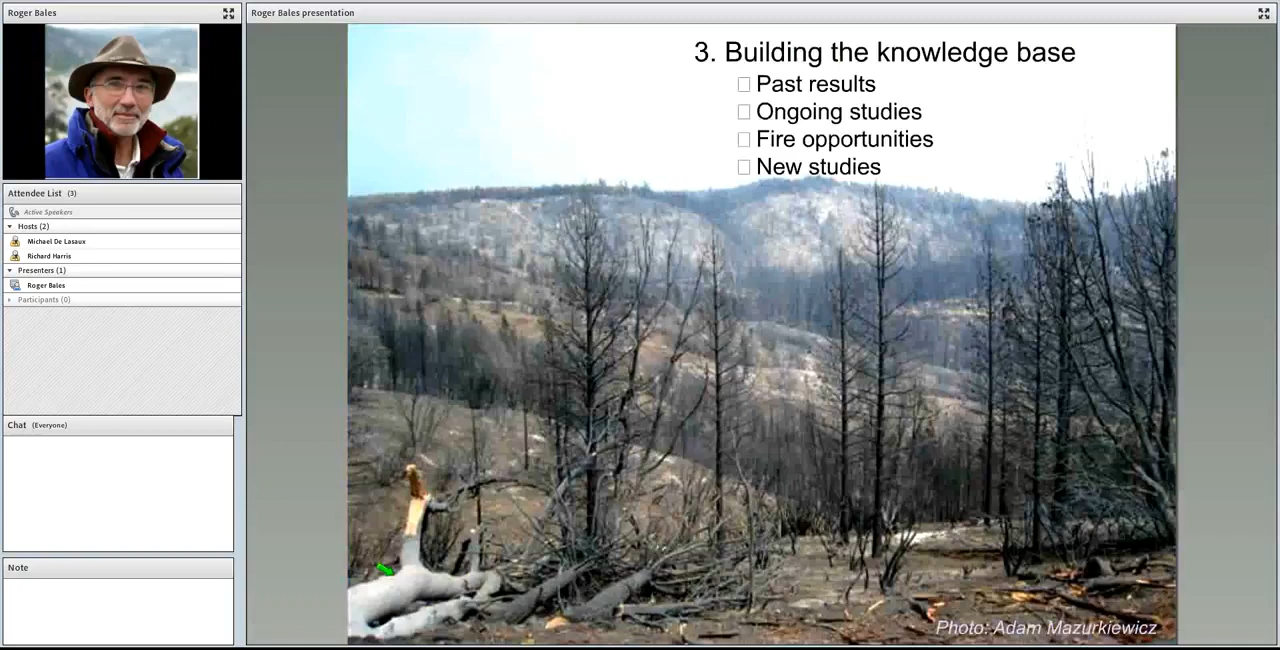 Roger Bales
Attendee List (3)
Active Speakers
Hosts (2)
Michael De Lasaux
Richard Harris
Presenters (1)
Roger Bales
Participants (0)
Chat (Everyone)
Note
Roger Bales presentation
3. Building the knowledge base
Past results
Ongoing studies
Fire opportunities
New studies
Photo: Adam Mazurkiewicz